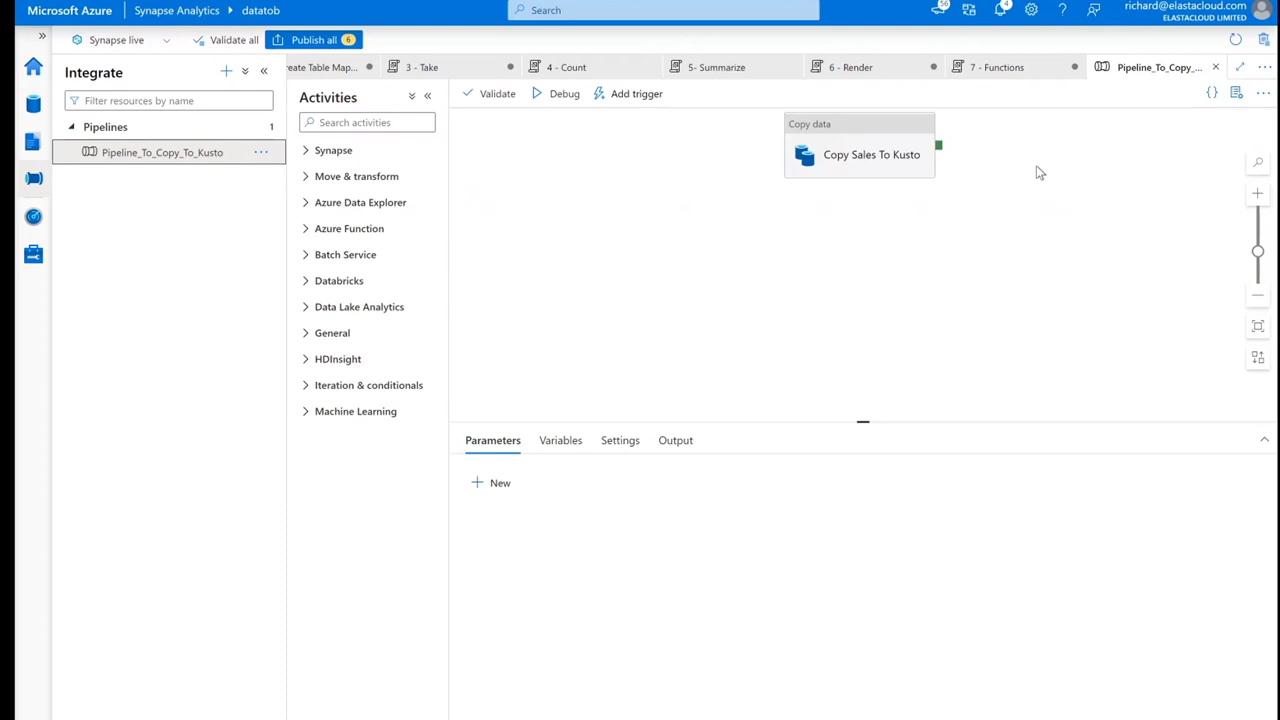 Microsoft Azure
Synapse Analytics
datatob
Search
56
4
richard@elastacloud.com
ELASTACLOUD LIMITED
Synapse live
Validate all
Publish all
6
Integrate
Filter resources by name
Pipelines
1
Pipeline_To_Copy_To_Kusto
...
eate Table Map...
3 - Take
4 - Count
5- Summarize
6 - Render
7 - Functions
Pipeline_To_Copy_...
Activities
Search activities
Synapse
Move & transform
Azure Data Explorer
Azure Function
Batch Service
Databricks
Data Lake Analytics
General
HDInsight
Iteration & conditionals
Machine Learning
Validate
Debug
Add trigger
Copy data
Copy Sales To Kusto
Parameters
Variables
Settings
Output
New